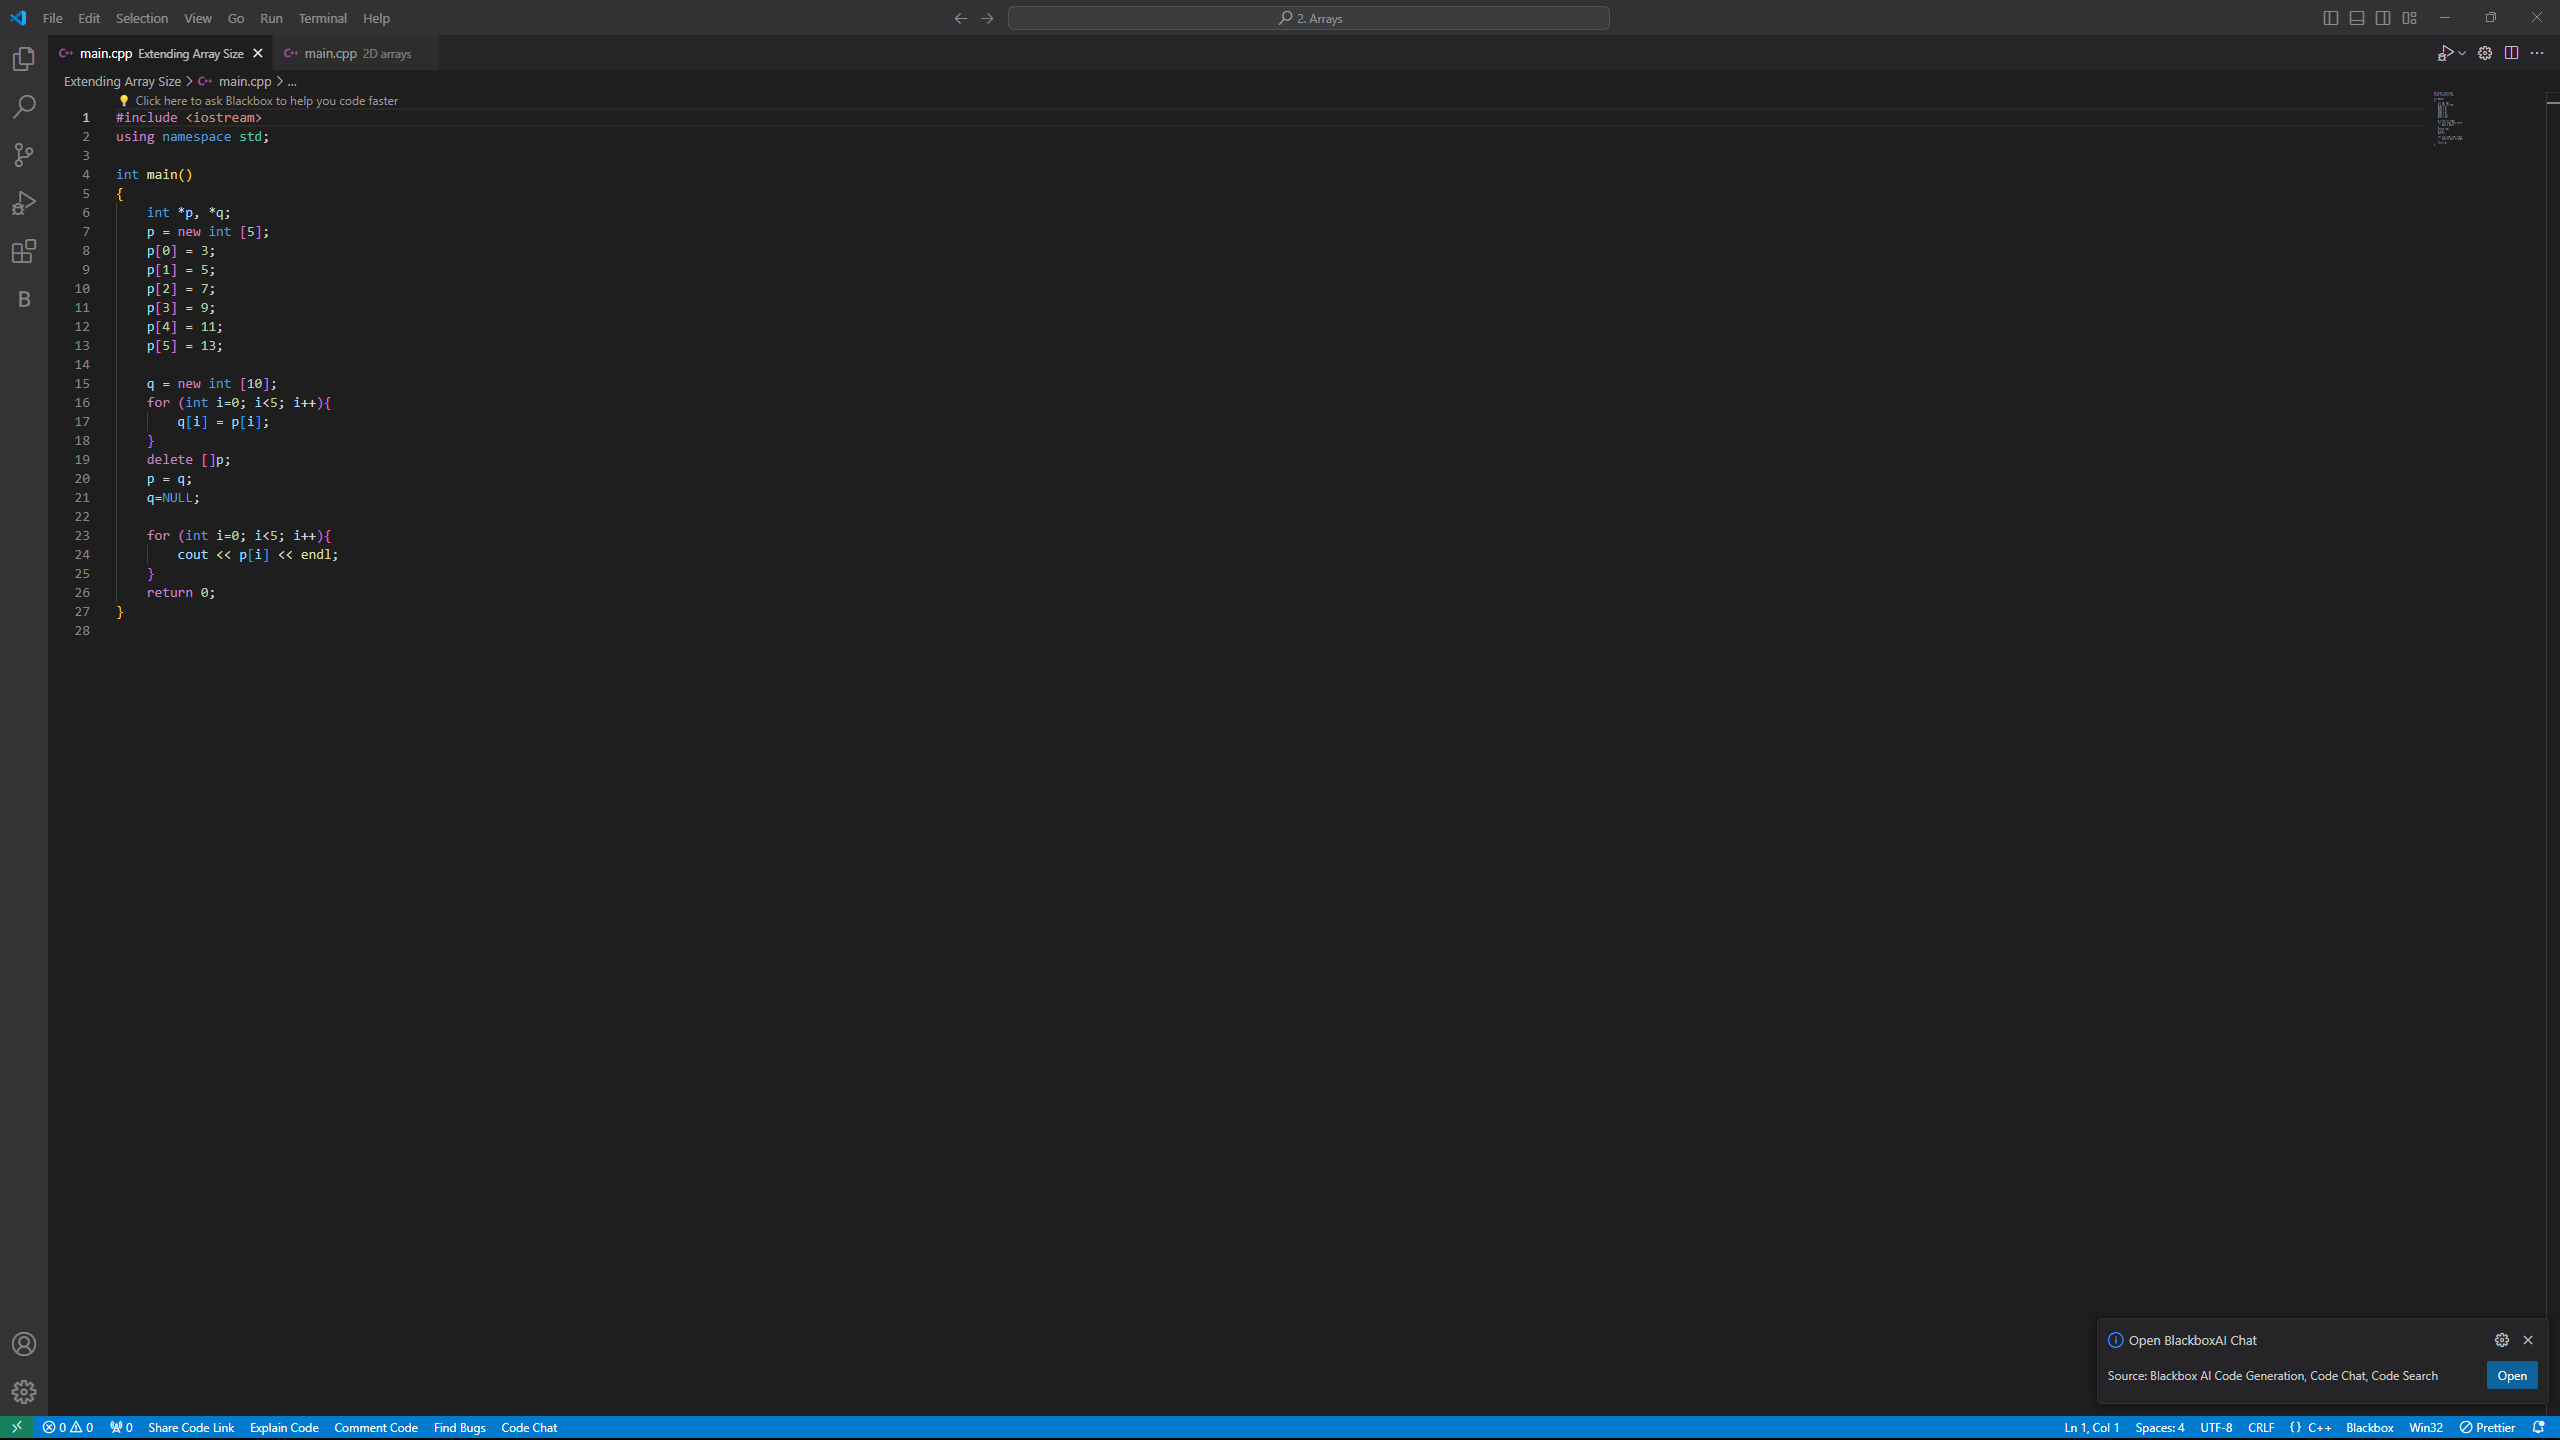 File Edit Selection View Go Run Terminal Help
2. Arrays
main.cpp Extending Array Size
main.cpp 2D arrays
Extending Array Size > main.cpp > ...
Click here to ask Blackbox to help you code faster
1 #include <iostream>
2 using namespace std;
3
4 int main()
5 {
6 int *p, *q;
7 p = new int [5];
8 p[0] = 3;
9 p[1] = 5;
10 p[2] = 7;
11 p[3] = 9;
12 p[4] = 11;
13 p[5] = 13;
14
15 q = new int [10];
16 for (int i=0; i<5; i++){
17 q[i] = p[i];
18 }
19 delete []p;
20 p = q;
21 q=NULL;
22
23 for (int i=0; i<5; i++){
24 cout << p[i] << endl;
25 }
26 return 0;
27 }
28
B
Open BlackboxAI Chat
Source: Blackbox AI Code Generation, Code Chat, Code Search
Open
0 0 0 Share Code Link Explain Code Comment Code Find Bugs Code Chat
Ln 1, Col 1 Spaces: 4 UTF-8 CRLF {} C++ Blackbox Win32 Prettier